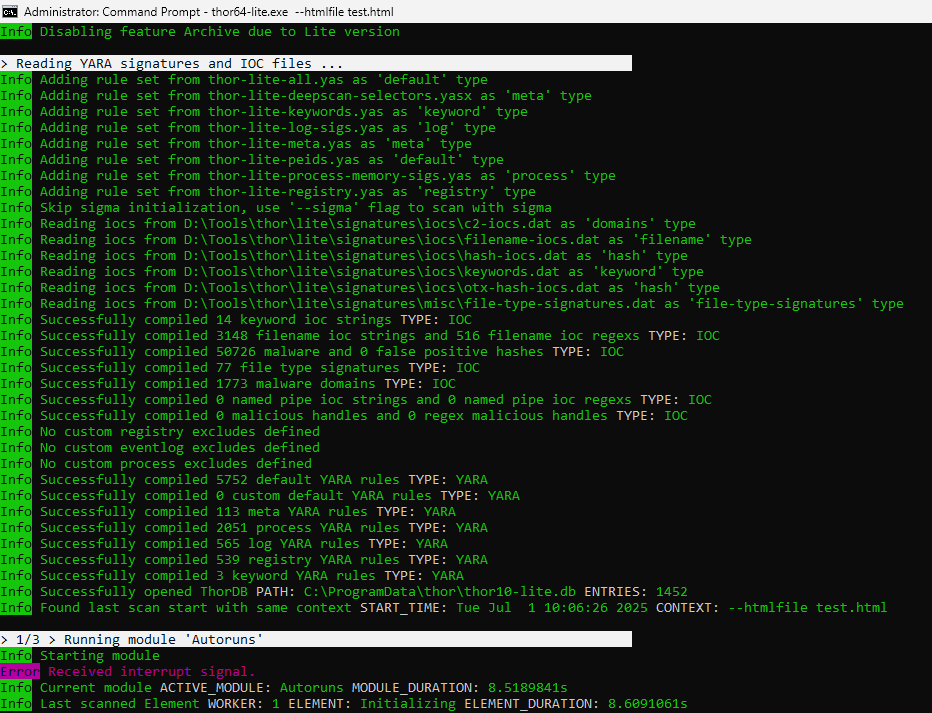 Administrator: Command Prompt - thor64-lite.exe --htmlfile test.html
Info Disabling feature Archive due to Lite version
> Reading YARA signatures and IOC files ...
Info Adding rule set from thor-lite-all.yas as 'default' type
Info Adding rule set from thor-lite-deepscan-selectors.yasx as 'meta' type
Info Adding rule set from thor-lite-keywords.yas as 'keyword' type
Info Adding rule set from thor-lite-log-sigs.yas as 'log' type
Info Adding rule set from thor-lite-meta.yas as 'meta' type
Info Adding rule set from thor-lite-peids.yas as 'default' type
Info Adding rule set from thor-lite-process-memory-sigs.yas as 'process' type
Info Adding rule set from thor-lite-registry.yas as 'registry' type
Info Skip sigma initialization, use '--sigma' flag to scan with sigma
Info Reading iocs from D:\Tools\thor\lite\signatures\iocs\c2-iocs.dat as 'domains' type
Info Reading iocs from D:\Tools\thor\lite\signatures\iocs\filename-iocs.dat as 'filename' type
Info Reading iocs from D:\Tools\thor\lite\signatures\iocs\hash-iocs.dat as 'hash' type
Info Reading iocs from D:\Tools\thor\lite\signatures\iocs\keywords.dat as 'keyword' type
Info Reading iocs from D:\Tools\thor\lite\signatures\iocs\otx-hash-iocs.dat as 'hash' type
Info Reading iocs from D:\Tools\thor\lite\signatures\misc\file-type-signatures.dat as 'file-type-signatures' type
Info Successfully compiled 14 keyword ioc strings TYPE: IOC
Info Successfully compiled 3148 filename ioc strings and 516 filename ioc regexs TYPE: IOC
Info Successfully compiled 50726 malware and 0 false positive hashes TYPE: IOC
Info Successfully compiled 77 file type signatures TYPE: IOC
Info Successfully compiled 1773 malware domains TYPE: IOC
Info Successfully compiled 0 named pipe ioc strings and 0 named pipe ioc regexs TYPE: IOC
Info Successfully compiled 0 malicious handles and 0 regex malicious handles TYPE: IOC
Info No custom registry excludes defined
Info No custom eventlog excludes defined
Info No custom process excludes defined
Info Successfully compiled 5752 default YARA rules TYPE: YARA
Info Successfully compiled 0 custom default YARA rules TYPE: YARA
Info Successfully compiled 113 meta YARA rules TYPE: YARA
Info Successfully compiled 2051 process YARA rules TYPE: YARA
Info Successfully compiled 565 log YARA rules TYPE: YARA
Info Successfully compiled 539 registry YARA rules TYPE: YARA
Info Successfully compiled 3 keyword YARA rules TYPE: YARA
Info Successfully opened ThorDB PATH: C:\ProgramData\thor\thor10-lite.db ENTRIES: 1452
Info Found last scan start with same context START_TIME: Tue Jul  1 10:06:26 2025 CONTEXT: --htmlfile test.html
> 1/3 > Running module 'Autoruns'
Info Starting module
Error Received interrupt signal.
Info Current module ACTIVE_MODULE: Autoruns MODULE_DURATION: 8.5189841s
Info Last scanned Element WORKER: 1 ELEMENT: Initializing ELEMENT_DURATION: 8.6091061s